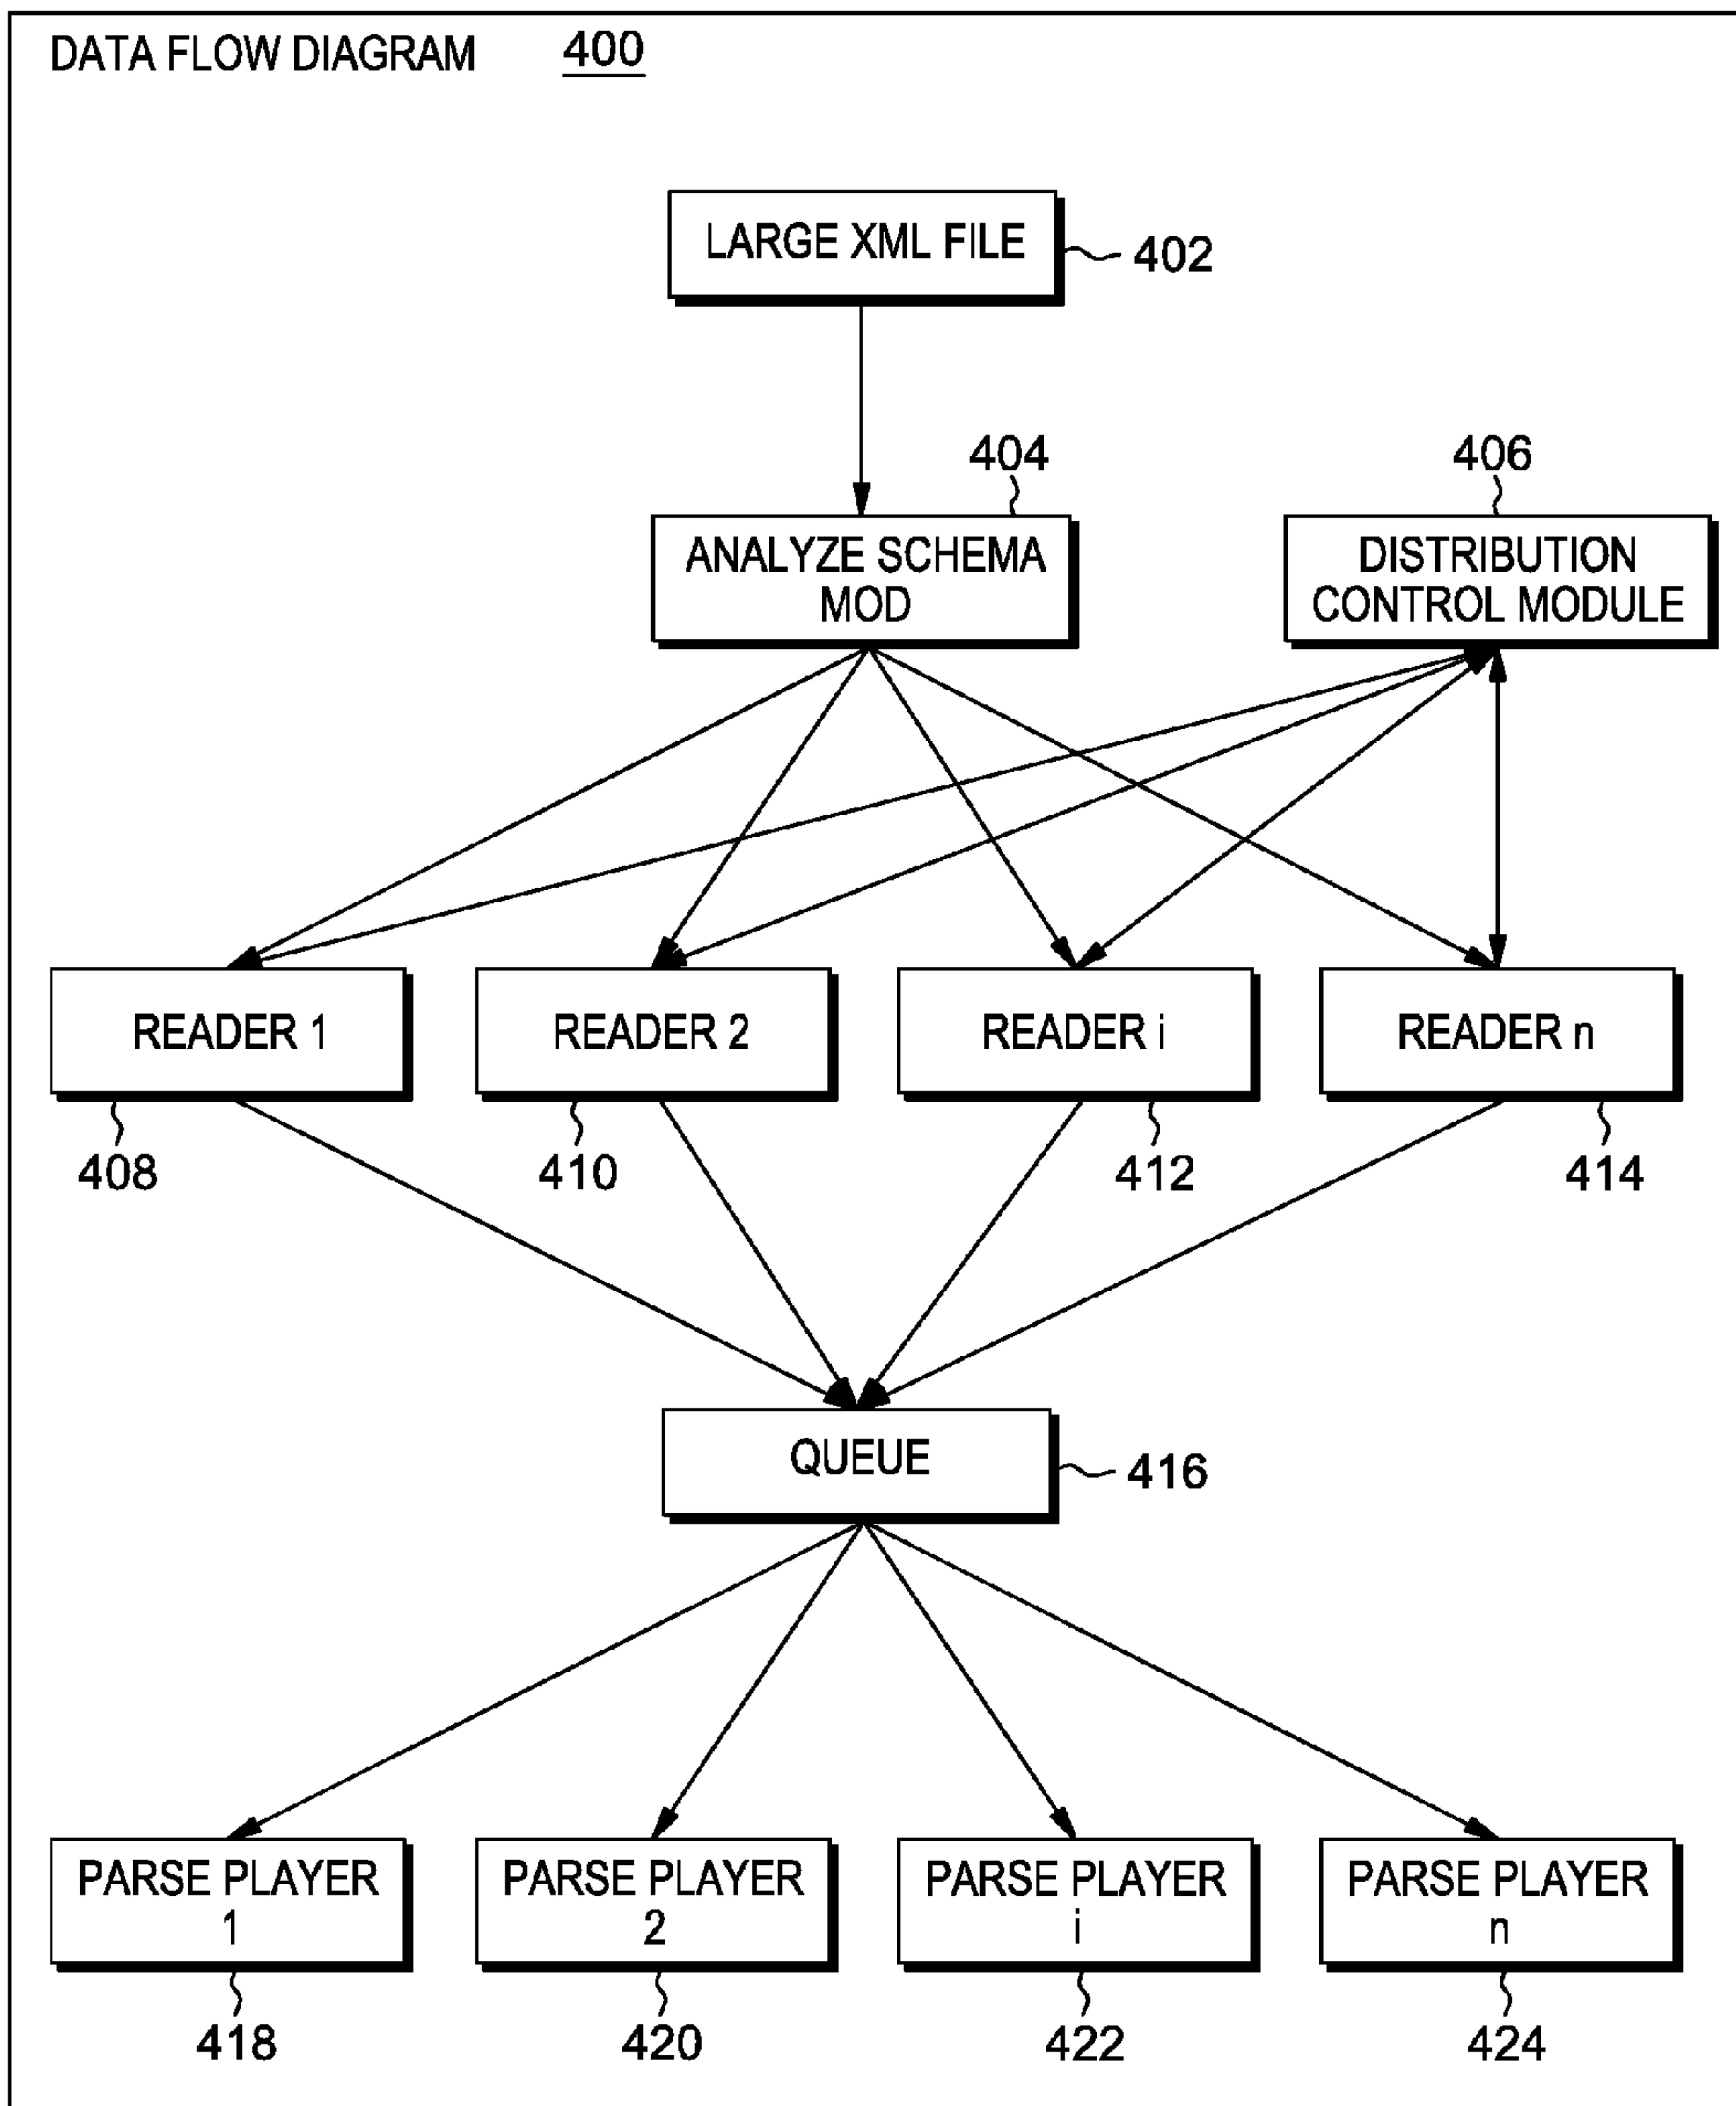 DATA FLOW DIAGRAM 400
LARGE XML FILE
402
404
406
ANALYZE SCHEMA
MOD
DISTRIBUTION
CONTROL MODULE
READER 1
READER 2
READER i
READER n
408
410
412
414
QUEUE
416
PARSE PLAYER
1
PARSE PLAYER
2
PARSE PLAYER
i
PARSE PLAYER
n
418
420
422
424